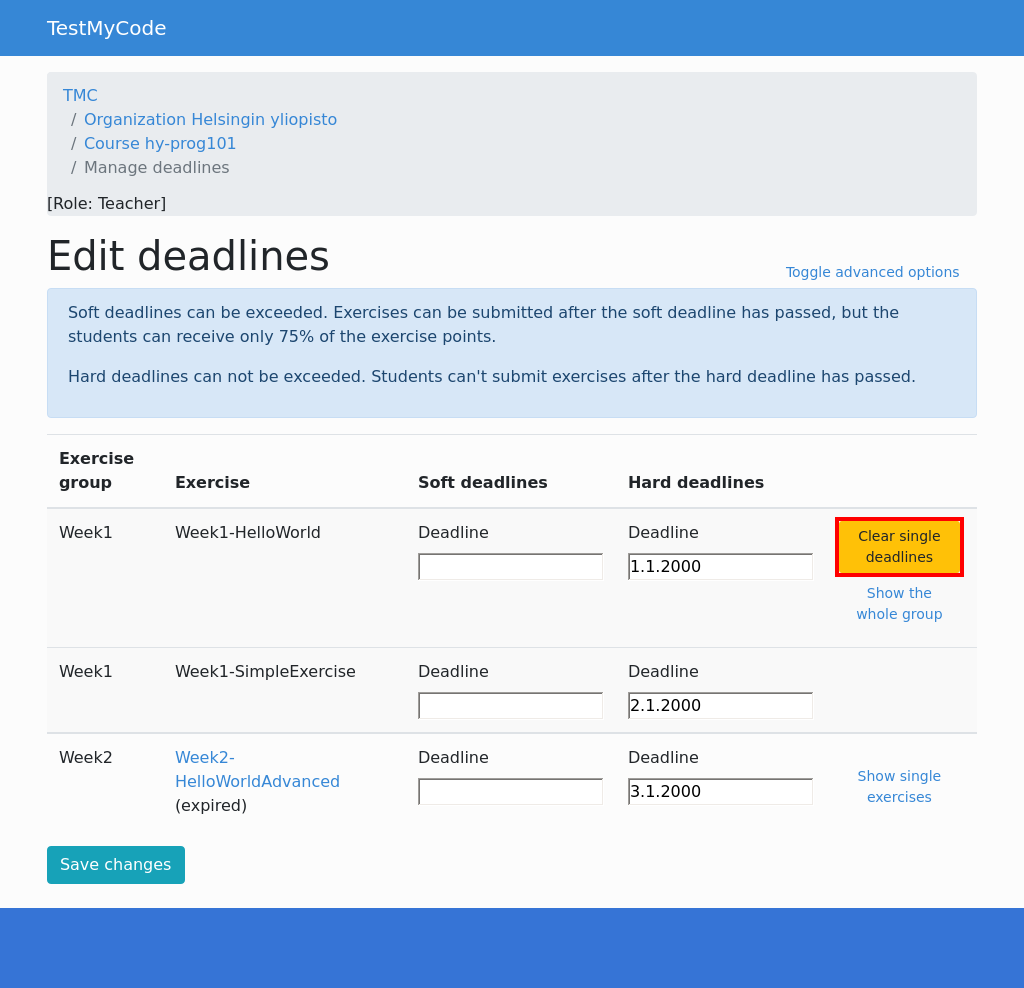 TestMyCode
TMC
/ Organization Helsingin yliopisto
/ Course hy-prog101
/ Manage deadlines
[Role: Teacher]
Edit deadlines
Toggle advanced options
Soft deadlines can be exceeded. Exercises can be submitted after the soft deadline has passed, but the
students can receive only 75% of the exercise points.
Hard deadlines can not be exceeded. Students can't submit exercises after the hard deadline has passed.
Exercise
group
Exercise
Soft deadlines
Hard deadlines
Week1
Week1-HelloWorld
Deadline
Deadline
1.1.2000
Clear single
deadlines
Show the
whole group
Week1
Week1-SimpleExercise
Deadline
Deadline
2.1.2000
Week2
Week2-
HelloWorldAdvanced
(expired)
Deadline
Deadline
3.1.2000
Show single
exercises
Save changes